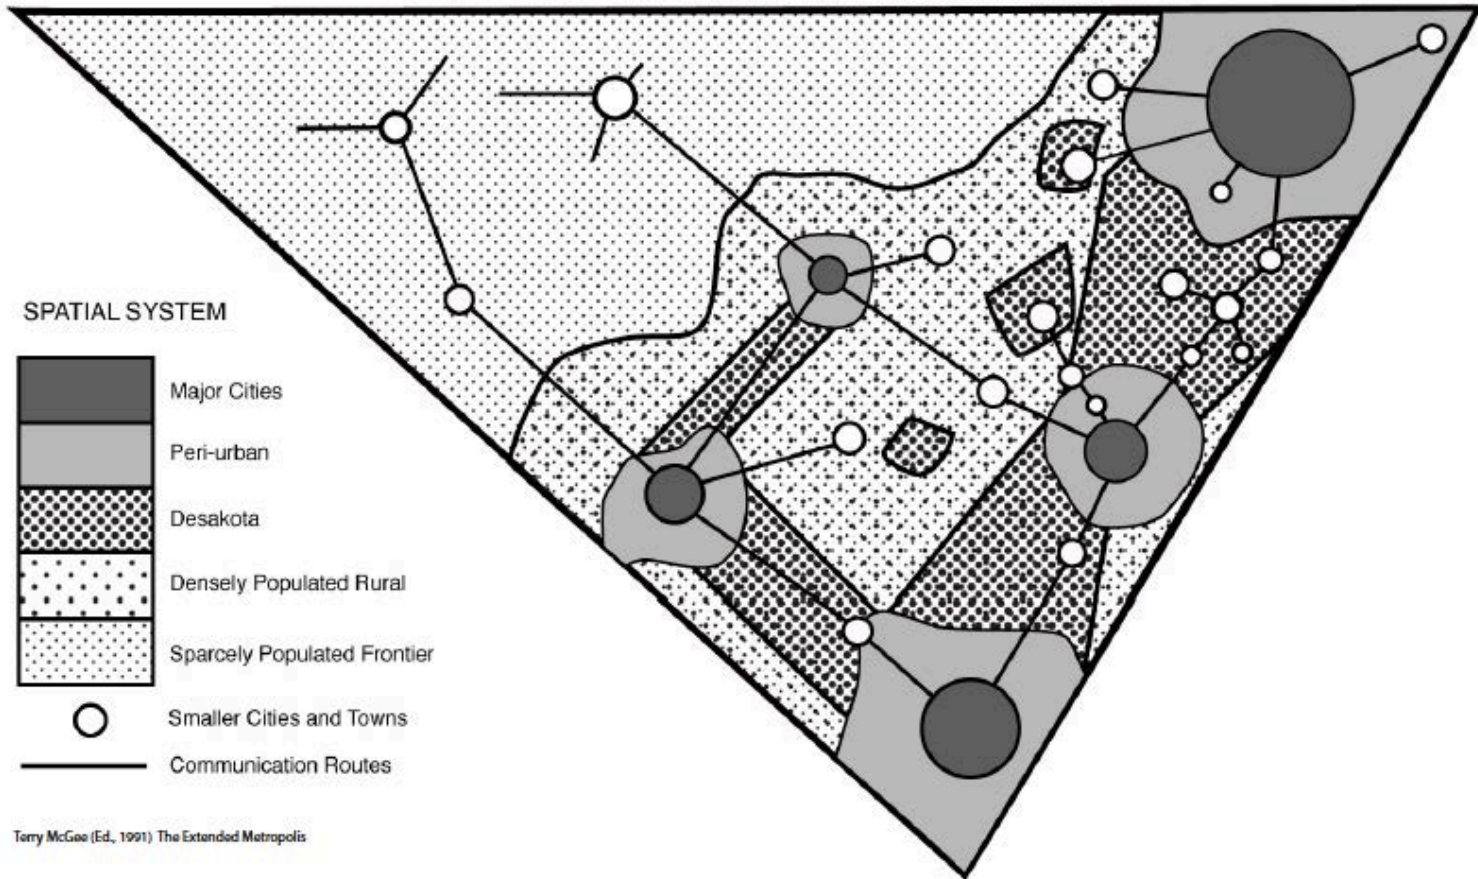 SPATIAL SYSTEM
Major Cities
Peri-urban
Desakota
Densely Populated Rural
Sparcely Populated Frontier
Smaller Cities and Towns
Communication Routes
Terry McGee (Ed., 1991) The Extended Metropolis